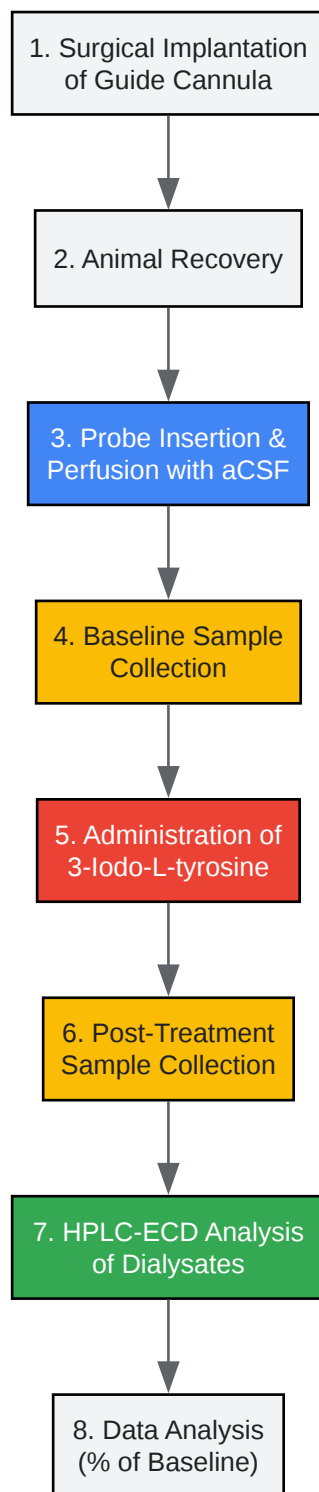 1. Surgical Implantation
of Guide Cannula
2. Animal Recovery
3. Probe Insertion &
Perfusion with aCSF
4. Baseline Sample
Collection
5. Administration of
3-Iodo-L-tyrosine
6. Post-Treatment
Sample Collection
7. HPLC-ECD Analysis
of Dialysates
8. Data Analysis
(% of Baseline)